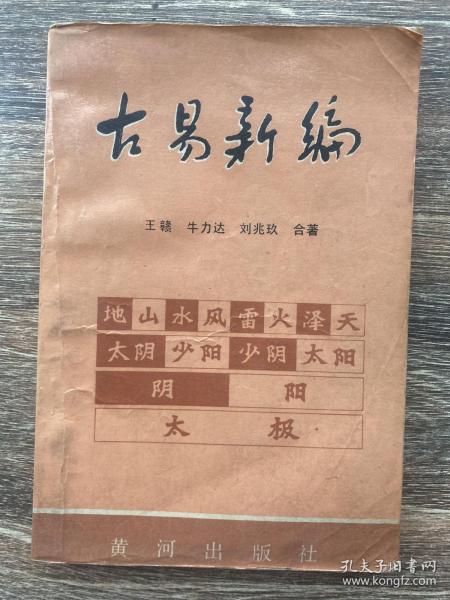 古易新编
王赣 牛力达 刘兆玖 合著
地山水风雷火泽天
太阴 少阳 少阴 太阳
阴 阳
太 极
黄河出版社
孔夫子旧书网
www.kongfz.com